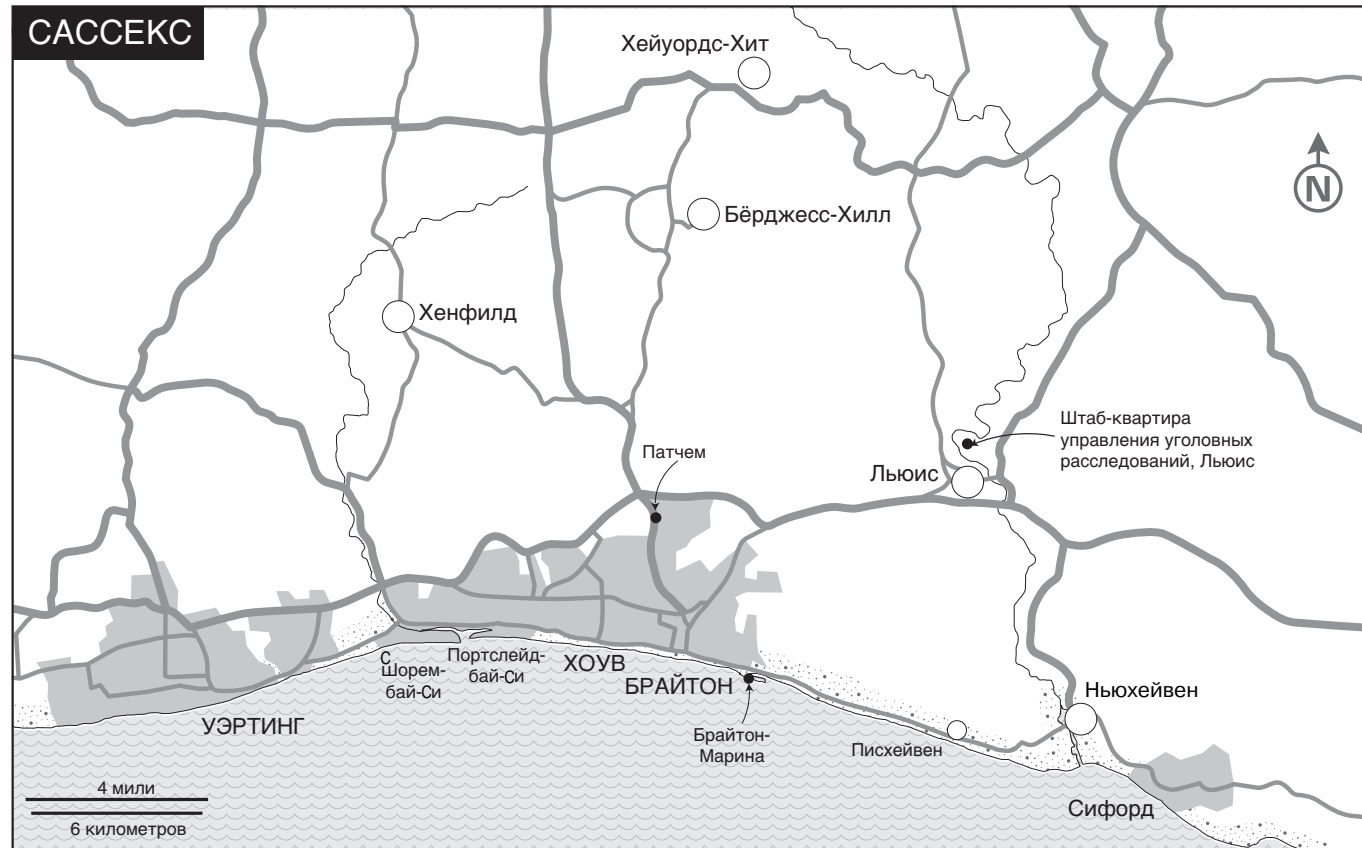 САССЕКС
Хейуордс-Хит
N
Бёрджесс-Хилл
Хенфилд
Штаб-квартира
управления уголовных
расследований, Льюис
Патчем
Льюис
С
Шорем-
бай-Си
Портслейд-
бай-Си
ХОУВ
БРАЙТОН
Ньюхейвен
УЭРТИНГ
Брайтон-
Марина
Писхейвен
4 мили
6 километров
Сифорд